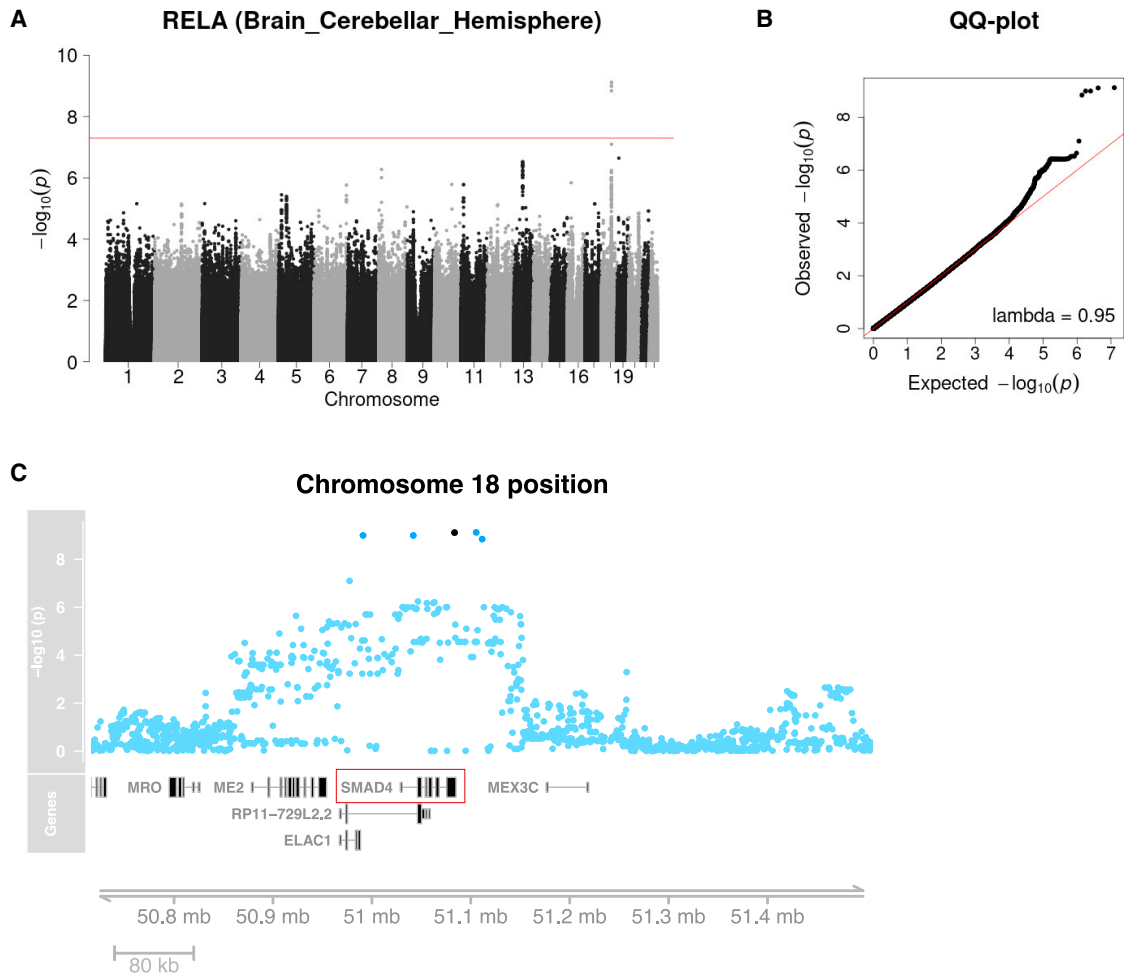 A
RELA (Brain_Cerebellar_Hemisphere)
10
8
6
4
2
0
−log10(p)
1 2 3 4 5 6 7 8 9 11 13 16 19
Chromosome
B
QQ-plot
8
6
4
2
0
Observed −log10(p)
lambda = 0.95
0 1 2 3 4 5 6 7
Expected −log10(p)
C
Chromosome 18 position
8
6
4
2
0
−log10 (p)
Genes
MRO ME2 SMAD4 MEX3C
RP11−729L2.2
ELAC1
50.8 mb 50.9 mb 51 mb 51.1 mb 51.2 mb 51.3 mb 51.4 mb
80 kb